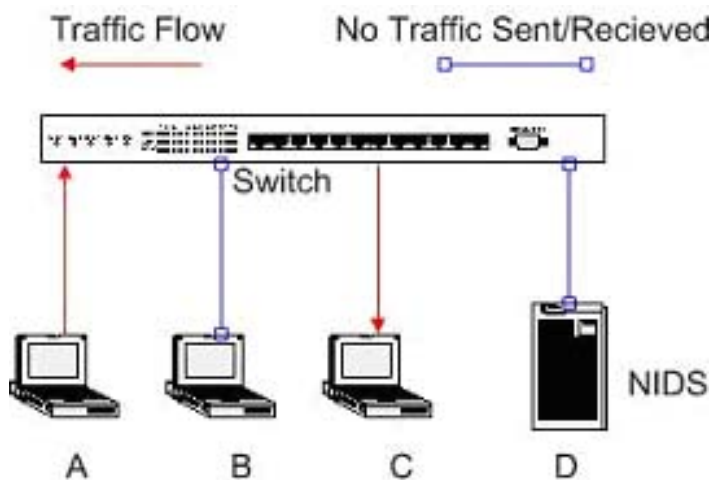 Traffic Flow
No Traffic Sent/Recieved
Switch
NIDS
A
B
C
D